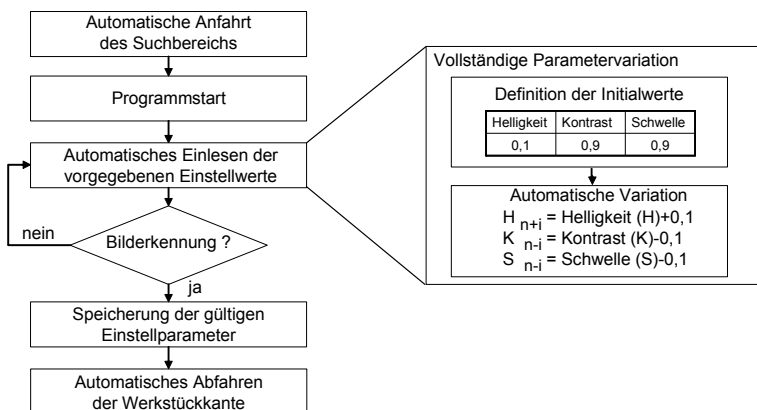 Automatische Anfahrt
des Suchbereichs
Programmstart
Automatisches Einlesen der
vorgegebenen Einstellwerte
nein
Bilderkennung ?
ja
Speicherung der gültigen
Einstellparameter
Automatisches Abfahren
der Werkstückkante
Vollständige Parametervariation
Definition der Initialwerte
Helligkeit Kontrast Schwelle
0,1 0,9 0,9
Automatische Variation
H n+i = Helligkeit (H)+0,1
K n-i = Kontrast (K)-0,1
S n-i = Schwelle (S)-0,1